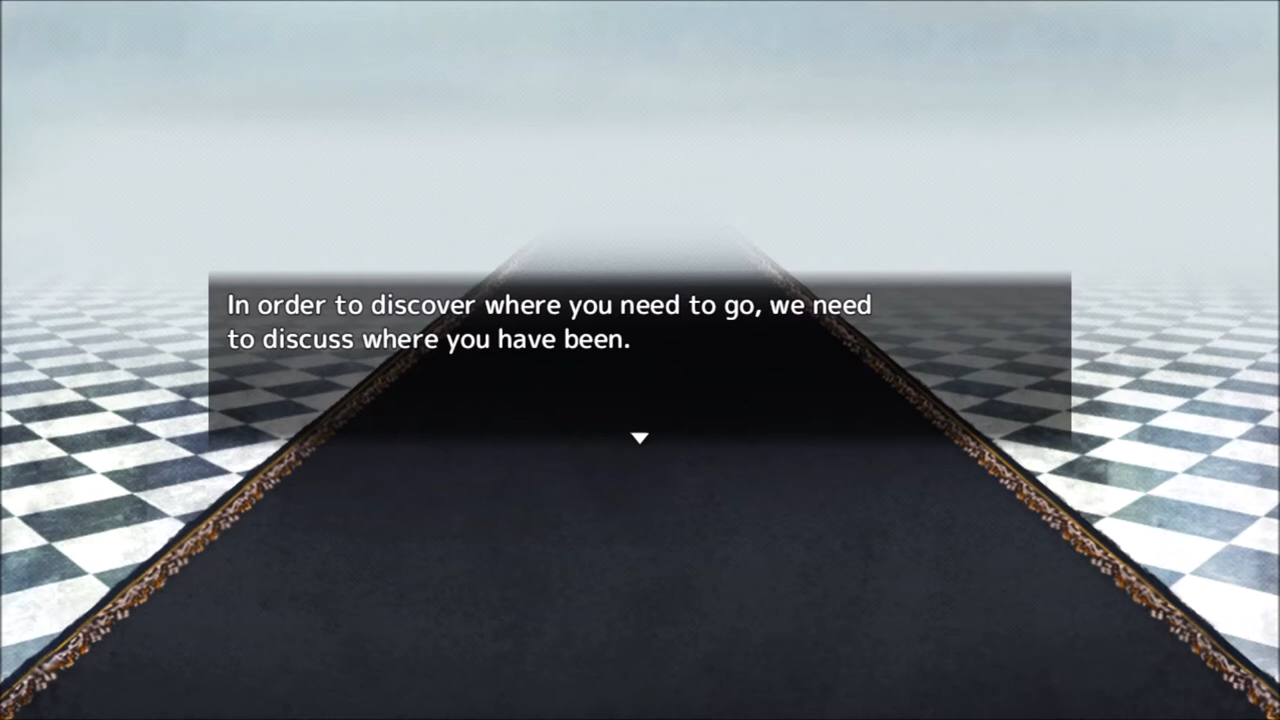 In order to discover where you need to go, we need
to discuss where you have been.